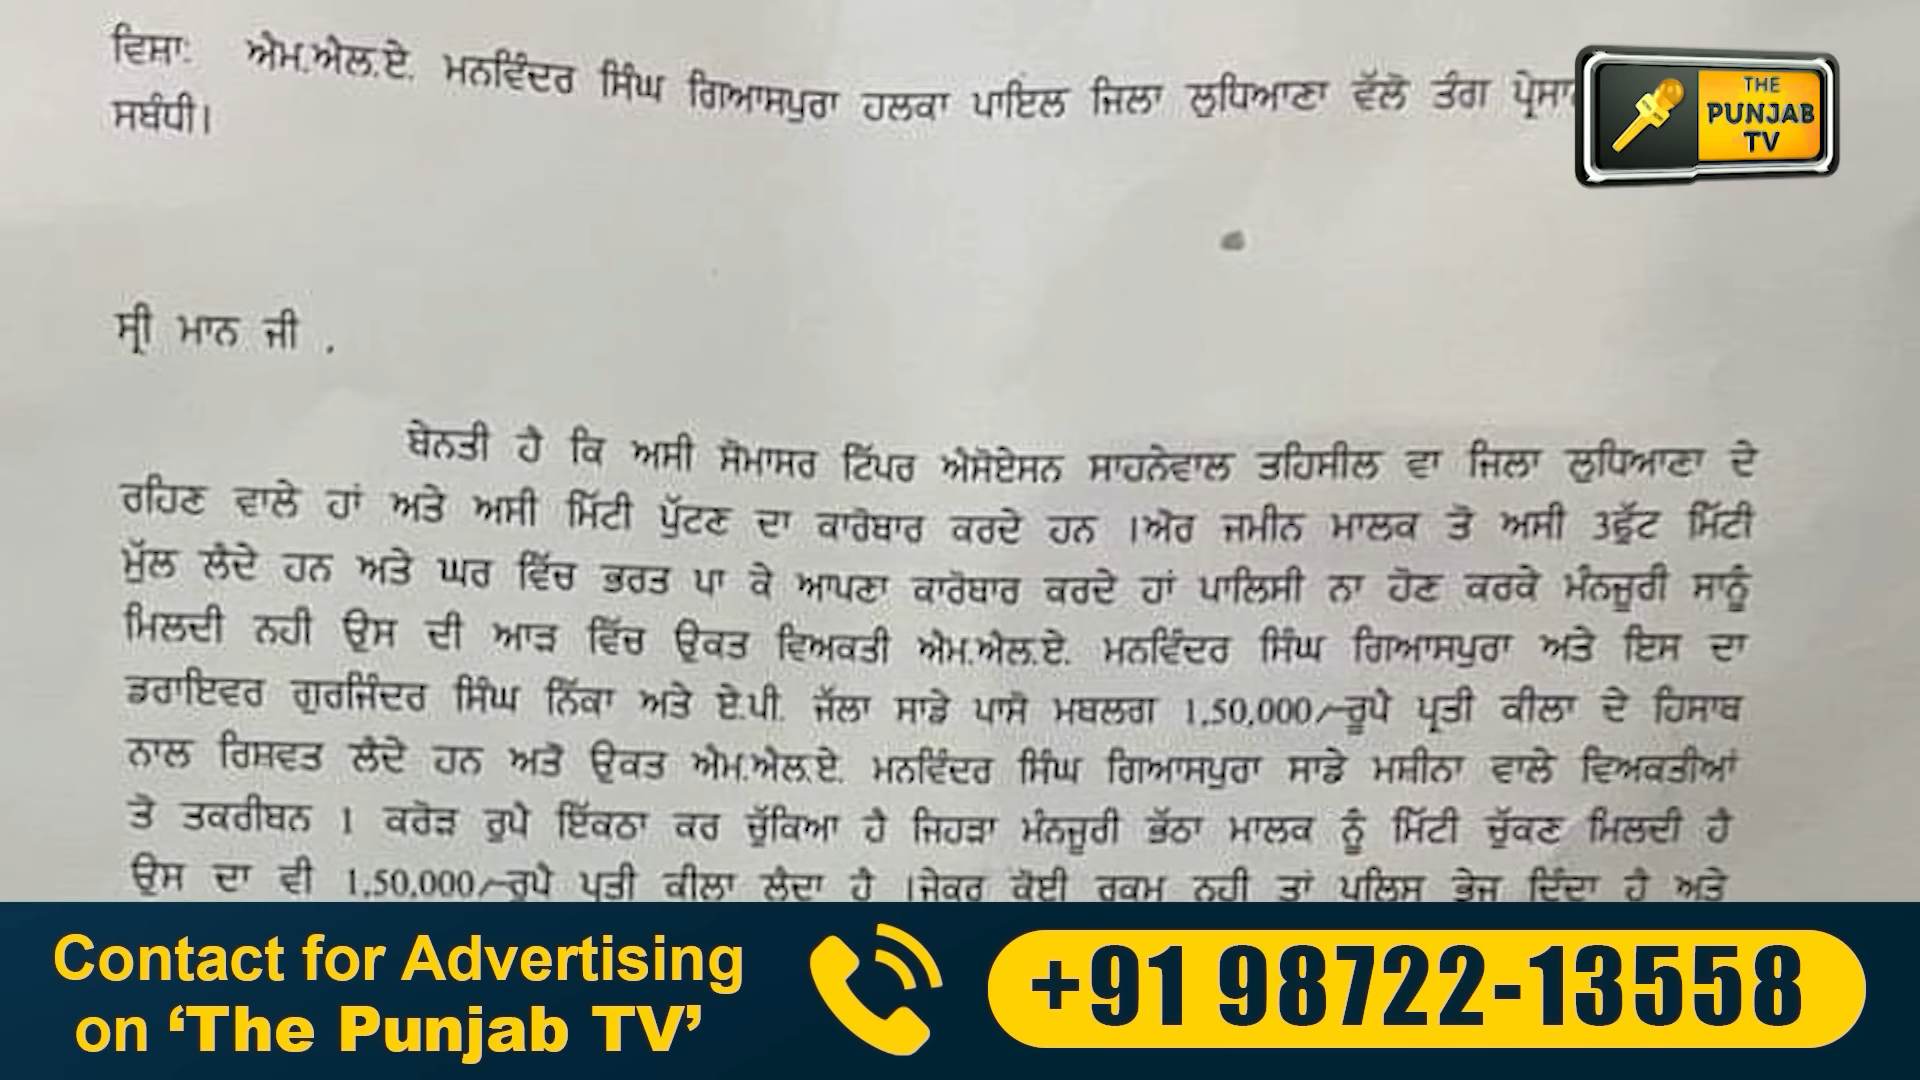 ਵਿਸ਼ਾ: ਐਮ.ਐਲ.ਏ. ਮਨਵਿੰਦਰ ਸਿੰਘ ਗਿਆਸਪੁਰਾ ਹਲਕਾ ਪਾਇਲ ਜਿਲਾ ਲੁਧਿਆਣਾ ਵੱਲੋ ਤੰਗ
ਸਬੰਧੀ।
THE
PUNJAB
TV
ਸ੍ਰੀ ਮਾਨ ਜੀ .
ਬੇਨਤੀ ਹੈ ਕਿ ਅਸੀ ਸੋਮਾਸਰ ਟਿੱਪਰ ਐਸੋਏਸਨ ਸਾਹਨੇਵਾਲ ਤਹਿਸੀਲ ਵਾ ਜਿਲਾ ਲੁਧਿਆਣਾ ਦੇ
ਰਹਿਣ ਵਾਲੇ ਹਾਂ ਅਤੇ ਅਸੀ ਮਿੱਟੀ ਪੁੱਟਣ ਦਾ ਕਾਰੋਬਾਰ ਕਰਦੇ ਹਨ ।ਔਰ ਜਮੀਨ ਮਾਲਕ ਤੋ ਅਸੀ 3ਫੁੱਟ ਮਿੱਟੀ
ਮੁੱਲ ਲੈਂਦੇ ਹਨ ਅਤੇ ਘਰ ਵਿੱਚ ਭਰਤ ਪਾ ਕੇ ਆਪਣਾ ਕਾਰੋਬਾਰ ਕਰਦੇ ਹਾਂ ਪਾਲਿਸੀ ਨਾ ਹੋਣ ਕਰਕੇ ਮੰਨਜੂਰੀ ਸਾਨੂੰ
ਮਿਲਦੀ ਨਹੀ ਉਸ ਦੀ ਆੜ ਵਿੱਚ ਉਕਤ ਵਿਅਕਤੀ ਐਮ.ਐਲ.ਏ. ਮਨਵਿੰਦਰ ਸਿੰਘ ਗਿਆਸਪੁਰਾ ਅਤੇ ਇਸ ਦਾ
ਡਰਾਇਵਰ ਗੁਰਜਿੰਦਰ ਸਿੰਘ ਨਿੱਕਾ ਅਤੇ ਏ.ਪੀ. ਜੱਲਾ ਸਾਡੇ ਪਾਸੋ ਮਬਲਗ 1,50,000/-ਰੂਪੈ ਪ੍ਰਤੀ ਕੀਲਾ ਦੇ ਹਿਸਾਬ
ਨਾਲ ਰਿਸ਼ਵਤ ਲੈਂਦੇ ਹਨ ਅਤੇ ਉਕਤ ਐਮ.ਐਲ.ਏ. ਮਨਵਿੰਦਰ ਸਿੰਘ ਗਿਆਸਪੁਰਾ ਸਾਡੇ ਮਸ਼ੀਨਾ ਵਾਲੇ ਵਿਅਕਤੀਆਂ
ਤੋ ਤਕਰੀਬਨ 1 ਕਰੋੜ ਰੁਪੈ ਇੱਕਠਾ ਕਰ ਚੁੱਕਿਆ ਹੈ ਜਿਹੜਾ ਮੰਨਜੂਰੀ ਭੱਠਾ ਮਾਲਕ ਨੂੰ ਮਿੱਟੀ ਚੁੱਕਣ ਮਿਲਦੀ ਹੈ
ਉਸ ਦਾ ਵੀ 1,50,000/-ਰੂਪੈ ਪ੍ਰਤੀ ਕੀਲਾ ਲੈਂਦਾ ਹੈ ।ਜੇਕਰ ਕੋਈ ਰਕਮ ਨਹੀ ਤਾਂ ਪੁਲਿਸ ਭੇਜ ਦਿੰਦਾ ਹੈ ਅਤੇ
Contact for Advertising
on ‘The Punjab TV’
+91 98722-13558